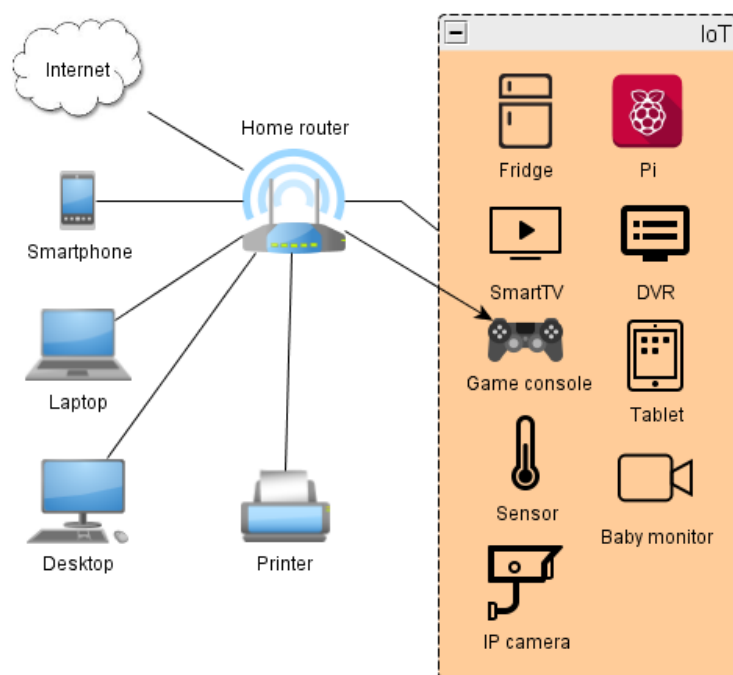 Internet
Home router
Smartphone
Laptop
Desktop
Printer
IoT
Fridge
Pi
SmartTV
DVR
Game console
Tablet
Sensor
Baby monitor
IP camera